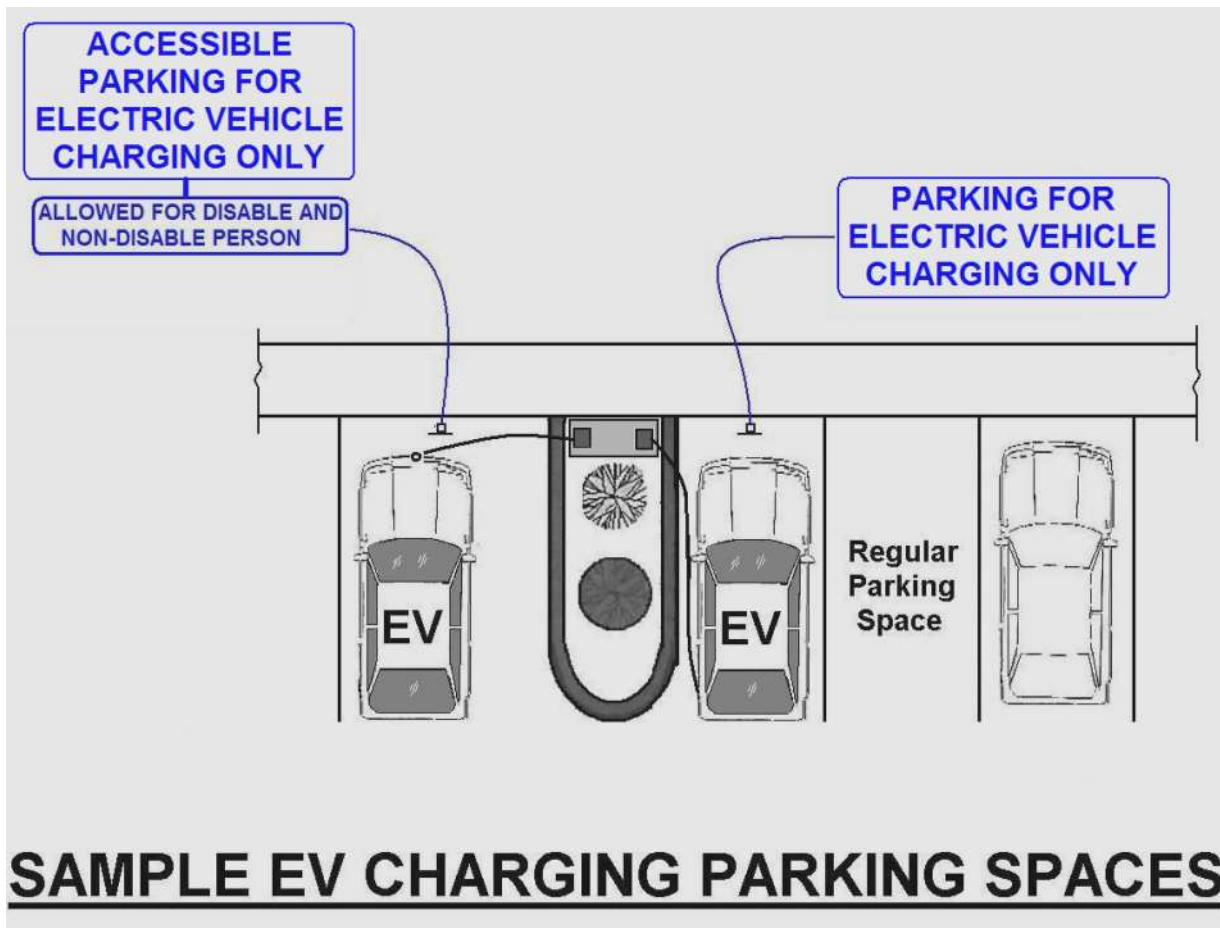 ACCESSIBLE
PARKING FOR
ELECTRIC VEHICLE
CHARGING ONLY
ALLOWED FOR DISABLE AND
NON-DISABLE PERSON
PARKING FOR
ELECTRIC VEHICLE
CHARGING ONLY
EV
EV
Regular
Parking
Space
SAMPLE EV CHARGING PARKING SPACES